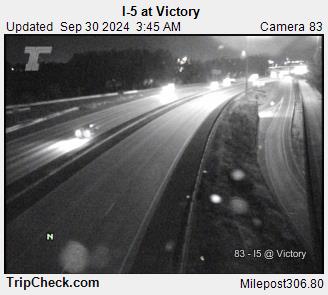 I-5 at Victory
Updated  Sep 30 2024  3:45 AM
Camera 83
T
N
83 - I5 @ Victory
TripCheck.com
Milepost306.80